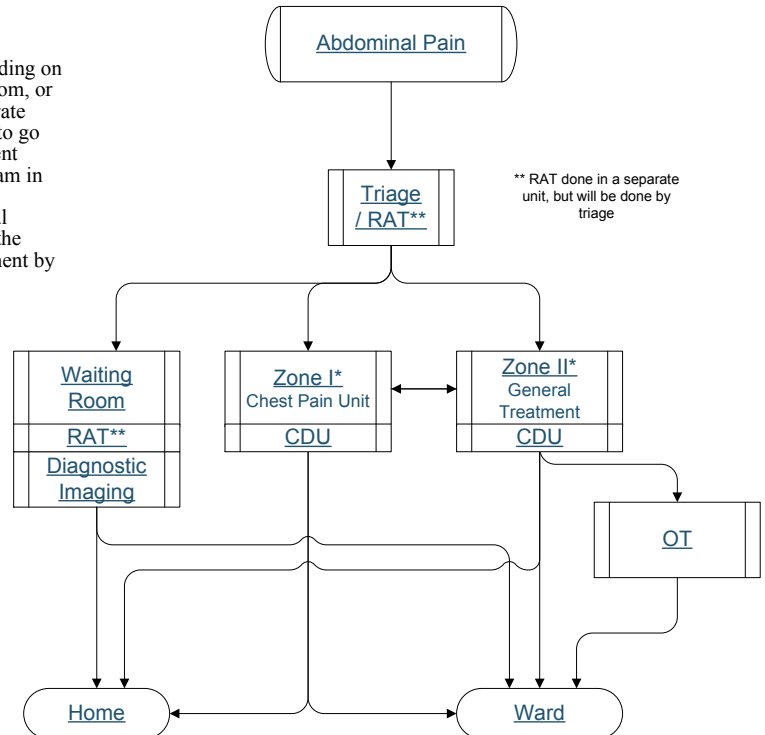 Abdominal Pain
ding on
om, or
rate
to go
ent
am in
l
the
nent by
Triage
/ RAT**
** RAT done in a separate
unit, but will be done by
triage
Waiting
Room
RAT**
Diagnostic
Imaging
Zone I*
Chest Pain Unit
CDU
Zone II*
General
Treatment
CDU
OT
Home
Ward